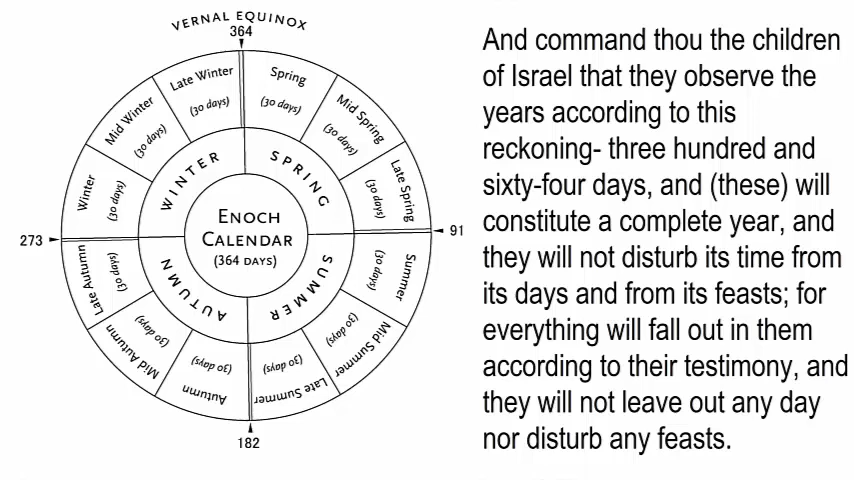 VERNAL EQUINOX
364
Late Winter
(30 days)
Spring
(30 days)
Mid Winter
(30 days)
Mid Spring
(30 days)
Winter
(30 days)
Late Spring
(30 days)
WINTER
SPRING
ENOCH
CALENDAR
(364 DAYS)
273
91
Late Autumn
(30 days)
Summer
(30 days)
AUTUMN
SUMMER
Mid Autumn
(30 days)
Mid Summer
(30 days)
Autumn
(30 days)
Late Summer
(30 days)
182
And command thou the children
of Israel that they observe the
years according to this
reckoning- three hundred and
sixty-four days, and (these) will
constitute a complete year, and
they will not disturb its time from
its days and from its feasts; for
everything will fall out in them
according to their testimony, and
they will not leave out any day
nor disturb any feasts.